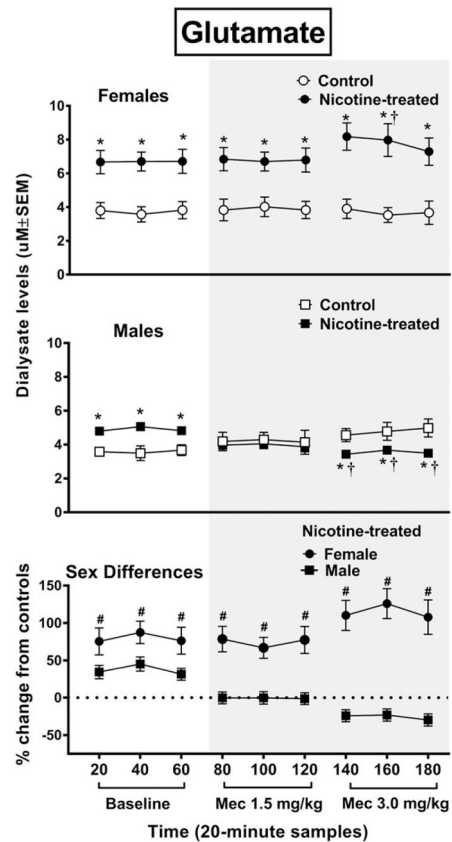 Glutamate
Females
Control
Nicotine-treated
10
8
6
4
2
0
* * * * * * * *† *
Dialysate levels (uM±SEM)
Males
Control
Nicotine-treated
10
8
6
4
2
0
* * *
*† *† *†
Sex Differences
Nicotine-treated
Female
Male
150
100
50
0
-50
# # # # # # # # #
% change from controls
20 40 60 80 100 120 140 160 180
Baseline Mec 1.5 mg/kg Mec 3.0 mg/kg
Time (20-minute samples)